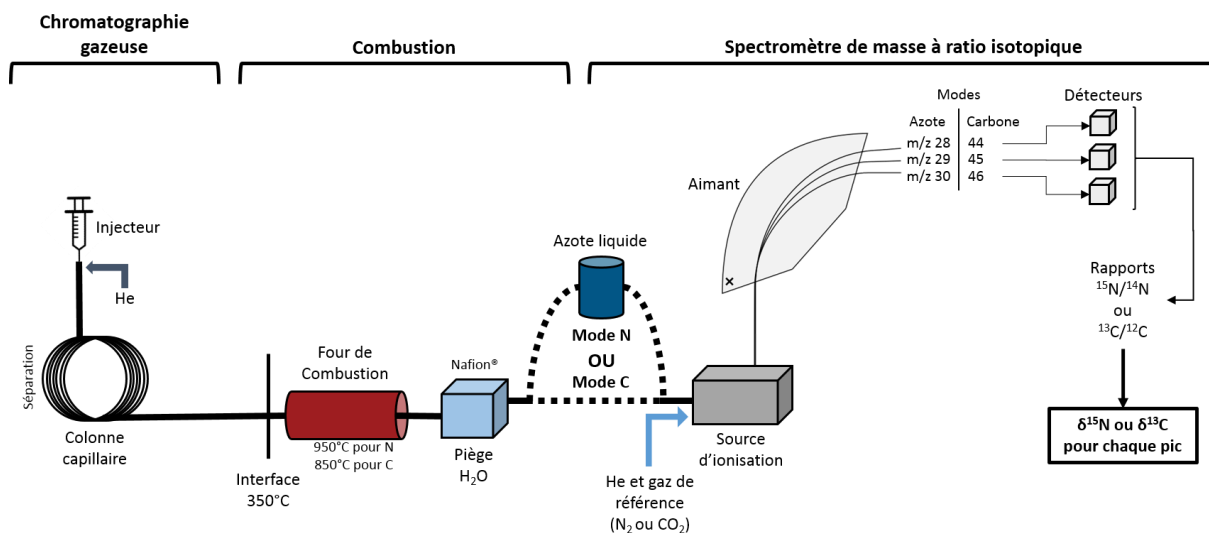 Chromatographie
gazeuse
Combustion
Spectromètre de masse à ratio isotopique
Modes
Détecteurs
Azote
Carbone
m/z 28
44
m/z 29
45
m/z 30
46
Aimant
Injecteur
He
Azote liquide
Mode N
OU
Mode C
Rapports
¹⁵N/¹⁴N
ou
¹³C/¹²C
Séparation
Four de
Combustion
Nafion®
Colonne
capillaire
950°C pour N
850°C pour C
Piège
H₂O
Source
d’ionisation
Interface
350°C
He et gaz de
référence
(N₂ ou CO₂)
δ¹⁵N ou δ¹³C
pour chaque pic